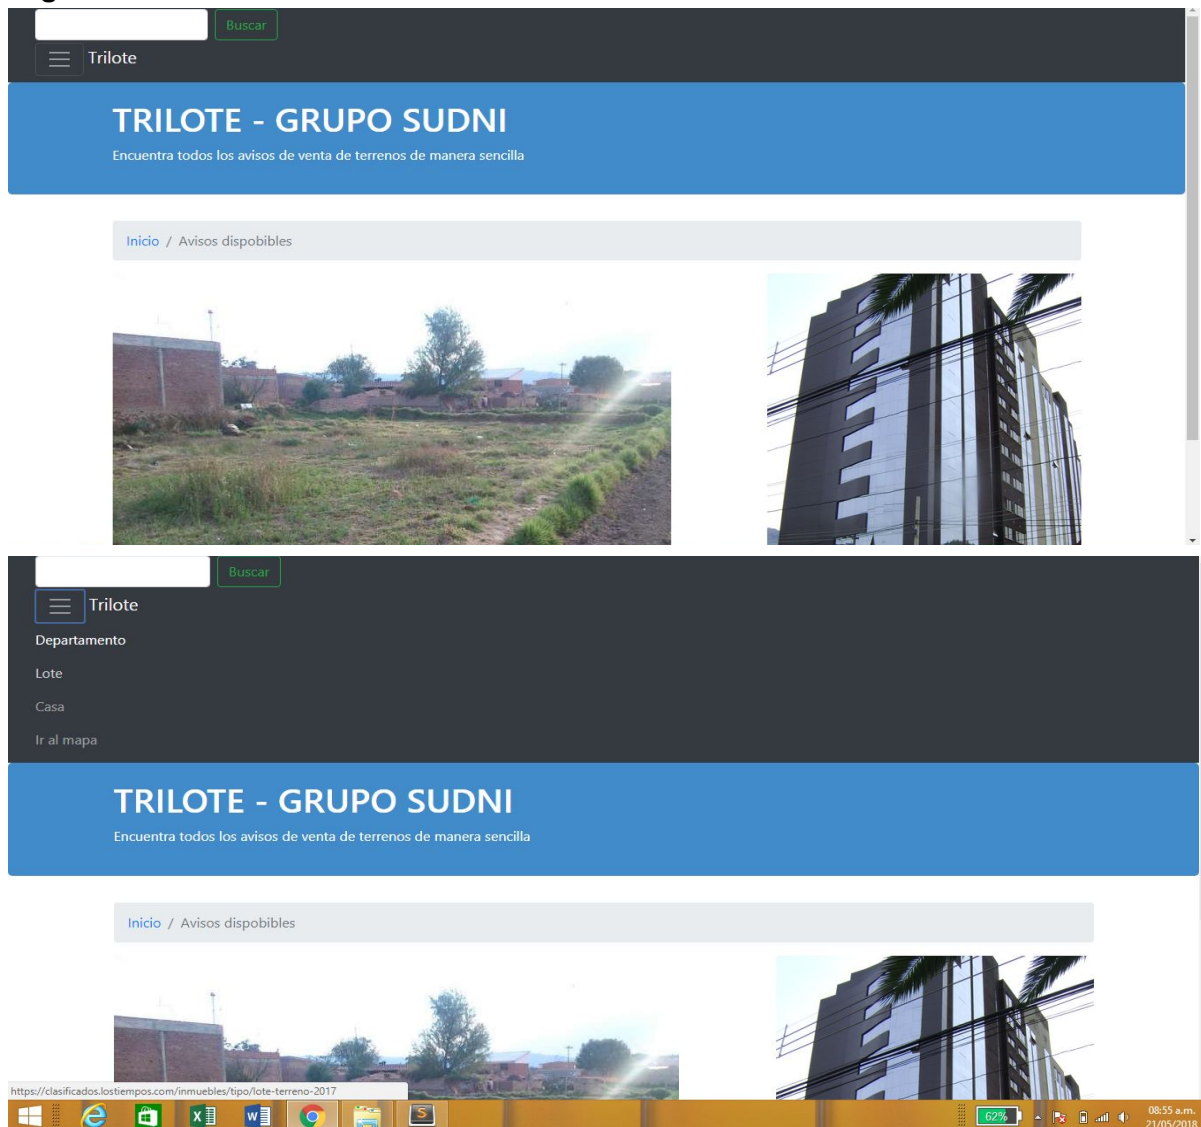 Buscar
Trilote
TRILOTE - GRUPO SUDNI
Encuentra todos los avisos de venta de terrenos de manera sencilla
Inicio / Avisos dispobibles
Buscar
Trilote
Departamento
Lote
Casa
Ir al mapa
TRILOTE - GRUPO SUDNI
Encuentra todos los avisos de venta de terrenos de manera sencilla
Inicio / Avisos dispobibles
https://clasificados.lostiempos.com/inmuebles/tipo/lote-terreno-2017
62%
08:55 a.m.
21/05/2018